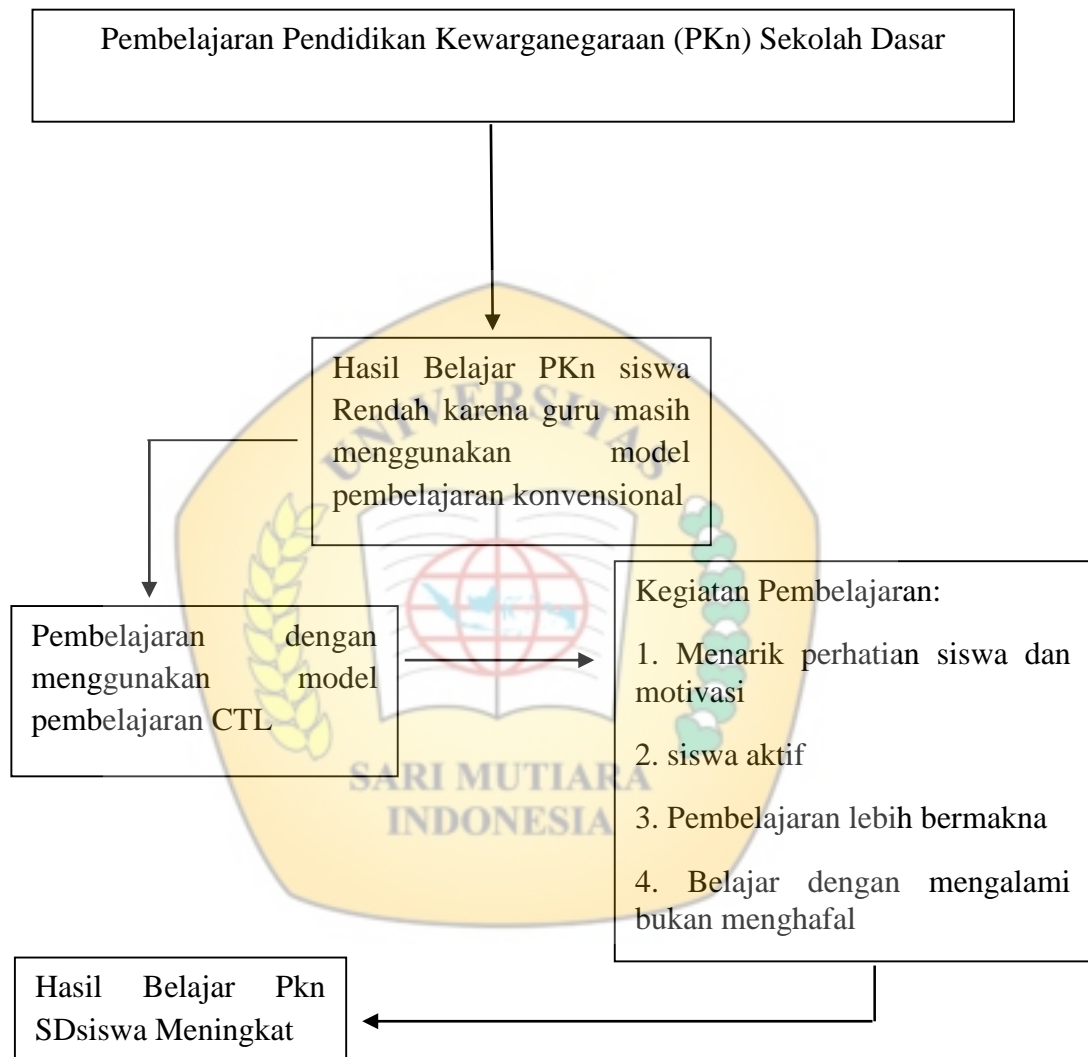 Pembelajaran Pendidikan Kewarganegaraan (PKn) Sekolah Dasar
Hasil Belajar PKn siswa
Rendah karena guru masih
menggunakan model
pembelajaran konvensional
UNIVERSITAS
Pembelajaran dengan
menggunakan model
pembelajaran CTL
Kegiatan Pembelajaran:
1. Menarik perhatian siswa dan
motivasi
2. siswa aktif
3. Pembelajaran lebih bermakna
4. Belajar dengan mengalami
bukan menghafal
SARI MUTIARA
INDONESIA
Hasil Belajar Pkn
SDsiswa Meningkat